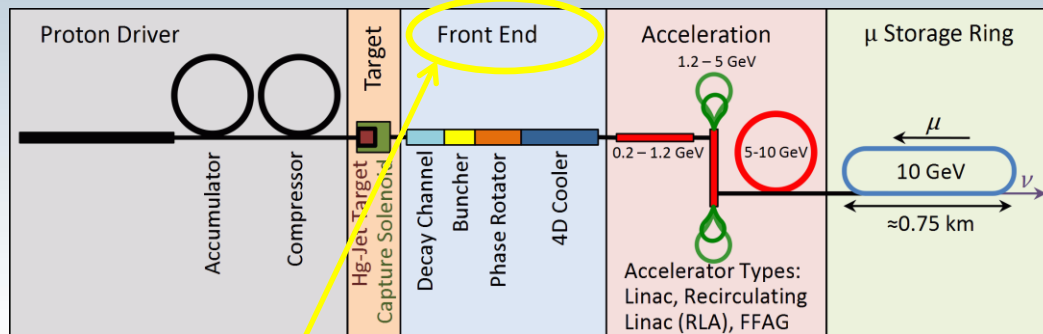 Proton Driver
Accumulator
Compressor
Target
Hg-Jet Target
Capture Solenoid
Front End
Decay Channel
Buncher
Phase Rotator
4D Cooler
Acceleration
1.2 – 5 GeV
0.2 – 1.2 GeV
5-10 GeV
Accelerator Types:
Linac, Recirculating
Linac (RLA), FFAG
μ Storage Ring
μ
10 GeV
ν
≈0.75 km